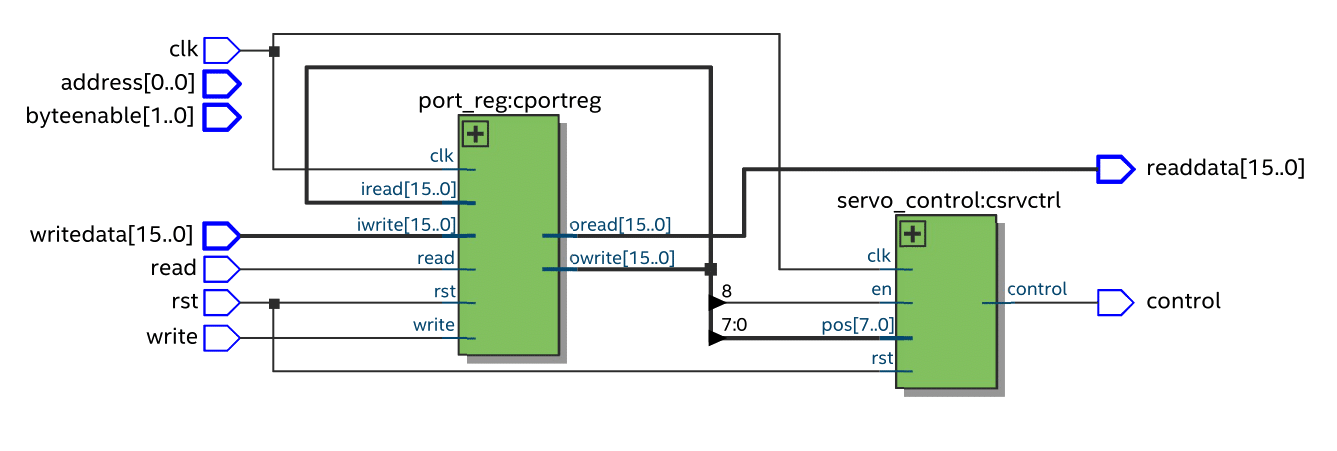 clk
address[0..0]
byteenable[1..0]
writedata[15..0]
read
rst
write
port_reg:cportreg
clk
iread[15..0]
iwrite[15..0]
read
rst
write
oread[15..0]
owrite[15..0]
8
7:0
servo_control:csrvctrl
clk
en
pos[7..0]
rst
control
readdata[15..0]
control